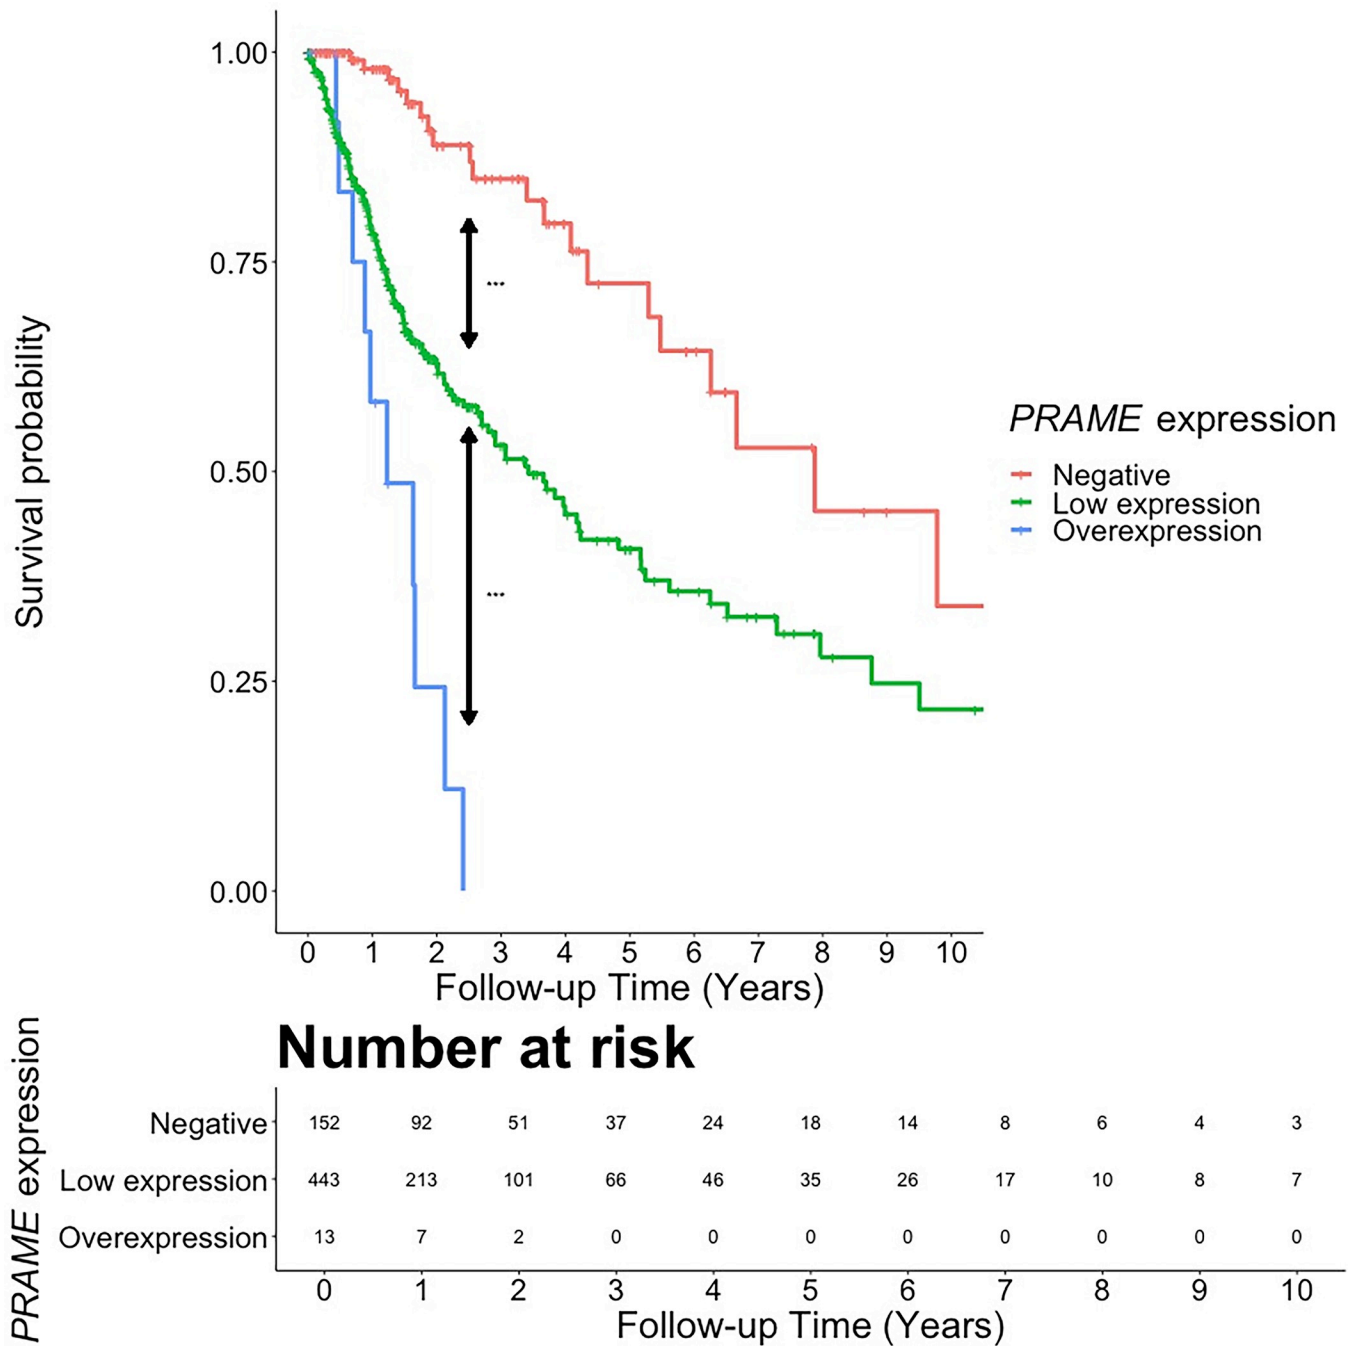 1.00
0.75
0.50
0.25
0.00
Survival probability
***
***
0 1 2 3 4 5 6 7 8 9 10
Follow-up Time (Years)
PRAME expression
Negative
Low expression
Overexpression
Number at risk
PRAME expression
Negative 152 92 51 37 24 18 14 8 6 4 3
Low expression 443 213 101 66 46 35 26 17 10 8 7
Overexpression 13 7 2 0 0 0 0 0 0 0 0
0 1 2 3 4 5 6 7 8 9 10
Follow-up Time (Years)